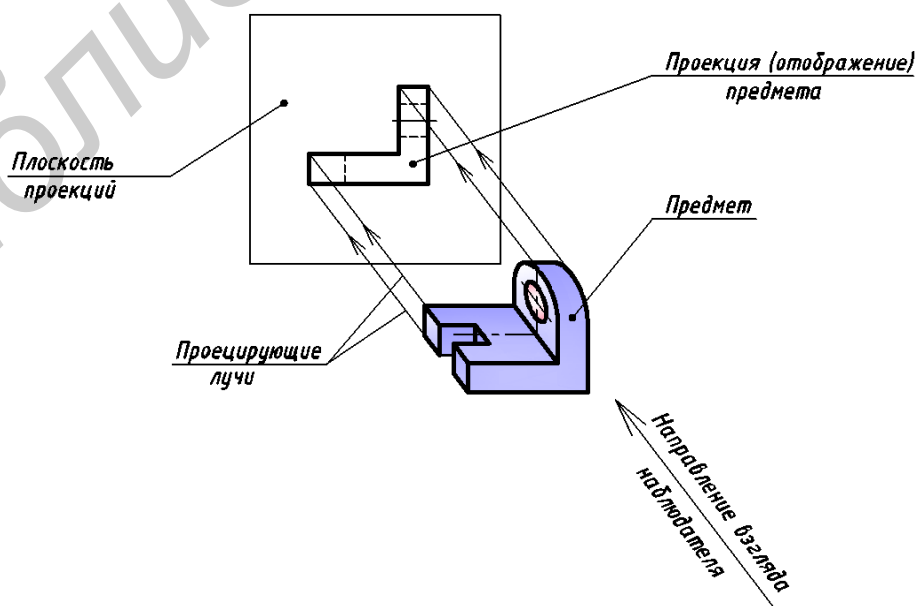 Проекция (отображение)
предмета
Плоскость
проекций
Предмет
Проецирующие
лучи
Направление взгляда
наблюдателя